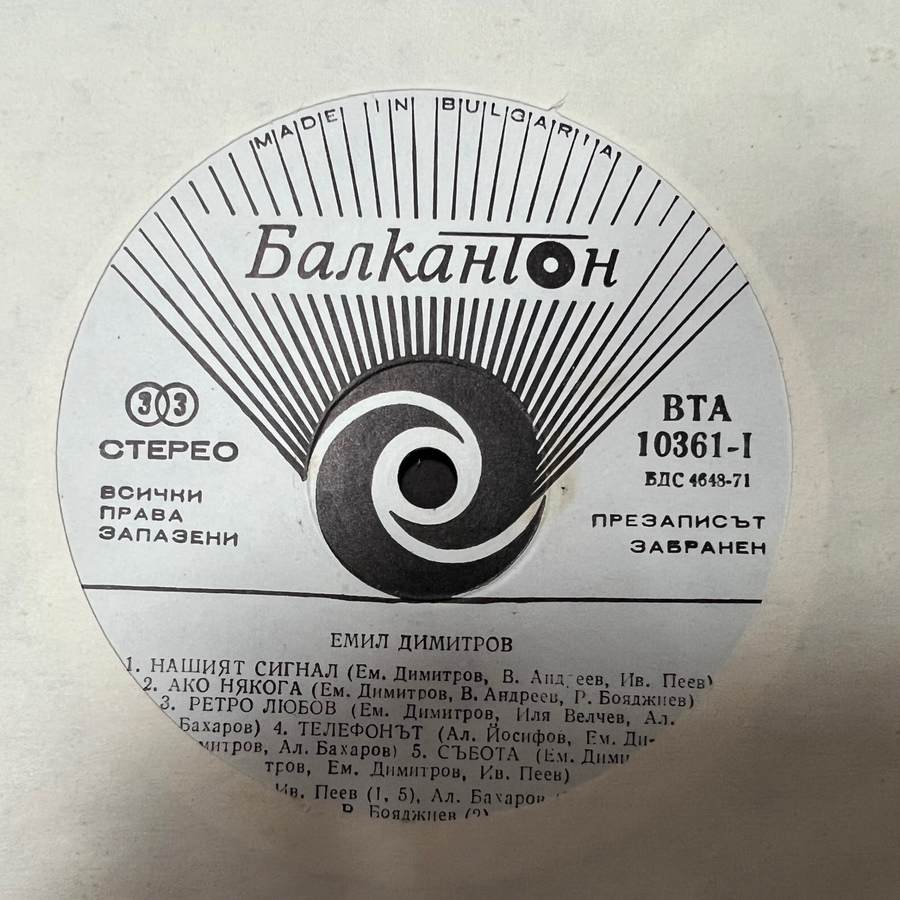 MADE IN BULGARIA
Балкантон
33
СТЕРЕО
ВСИЧКИ
ПРАВА
ЗАПАЗЕНИ
ВТА
10361-I
БДС 4648-71
ПРЕЗАПИСЪТ
ЗАБРАНЕН
ЕМИЛ ДИМИТРОВ
1. НАШИЯТ СИГНАЛ (Ем. Димитров, В. Андреев, Ив. Пеев)
2. АКО НЯКОГА (Ем. Димитров, В. Андреев, Р. Бояджиев)
3. РЕТРО ЛЮБОВ (Ем. Димитров, Илия Велчев, Ал.
Бахаров) 4. ТЕЛЕФОНЪТ (Ал. Йосифов, Ем. Ди-
митров, Ал. Бахаров) 5. СЪБОТА (Ем. Дими
тров, Ем. Димитров, Ив. Пеев)
Ив. Пеев (1, 5), Ал. Бахаров
Р. Бояджиев (2)